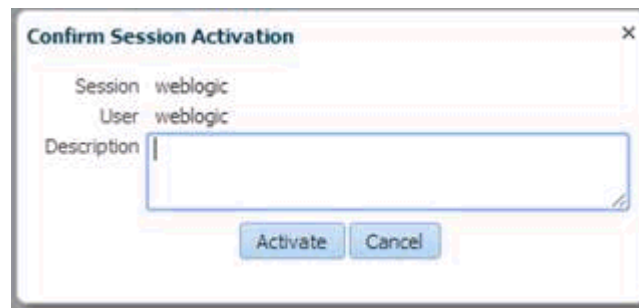 Confirm Session Activation
Session weblogic
User weblogic
Description
Activate Cancel